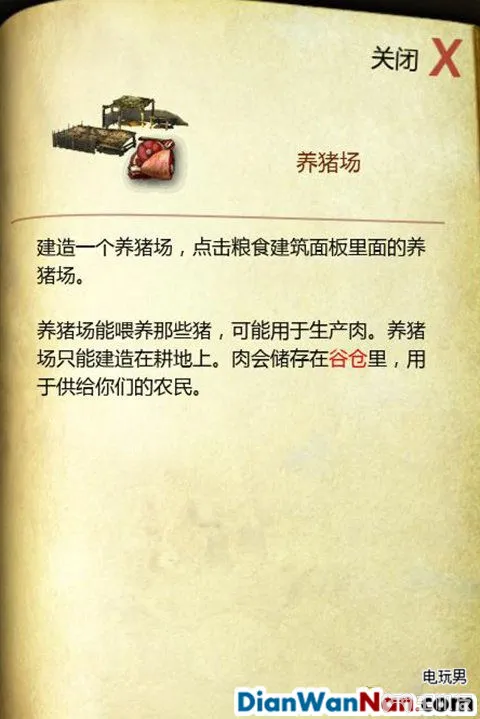 关闭 X
养猪场
建造一个养猪场，点击粮食建筑面板里面的养
猪场。
养猪场能喂养那些猪，可能用于生产肉。养猪
场只能建造在耕地上。肉会储存在谷仓里，用
于供给你们的农民。
电玩男
DianWanNan.com